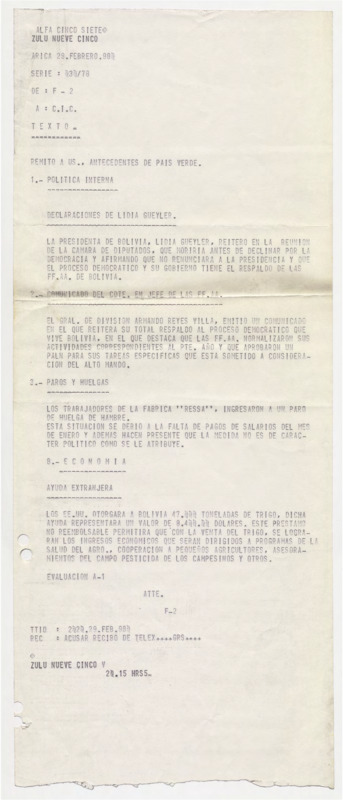 ALFA CINCO SIETE
ZULU NUEVE CINCO
ARICA 29.FEBRERO.980
SERIE : /79
DE : F - 2
A : C.I.C.
T E X T O .
REMITO A US., ANTECEDENTES DE PAIS VERDE.
1.- POLITICA INTERNA
DECLARACIONES DE LIDIA GUEYLER.
LA PRESIDENTA DE BOLIVIA, LIDIA GUEYLER, REITERO EN LA REUNION
DE LA CAMARA DE DIPUTADOS, QUE MORIRIA ANTES DE DECLINAR POR LA
DEMOCRACIA Y AFIRMANDO QUE NO RENUNCIARA A LA PRESIDENCIA Y QUE
EL PROCESO DEMOCRATICO Y SU GOBIERNO TIENE EL RESPALDO DE LAS
FF.AA. DE BOLIVIA.
2.- COMUNICADO DEL CDTE. EN JEFE DE LAS FF.AA.
EL GRAL. DE DIVISION ARMANDO REYES VILLA, EMITIO UN COMUNICADO
EN EL QUE REITERA SU TOTAL RESPALDO AL PROCESO DEMOCRATICO QUE
VIVE BOLIVIA, EN EL QUE DESTACA QUE LAS FF.AA. NORMALIZARON SUS
ACTIVIDADES CORRESPONDIENTES AL PTE. AÑO Y QUE APROBARON UN
PALN PARA SUS TAREAS ESPECIFICAS QUE ESTA SOMETIDO A CONSIDERA-
CION DEL ALTO MANDO.
3.- PAROS Y HUELGAS
LOS TRABAJADORES DE LA FABRICA ''RESSA'', INGRESARON A UN PARO
DE HUELGA DE HAMBRE.
ESTA SITUACION SE DEBIO A LA FALTA DE PAGOS DE SALARIOS DEL MES
DE ENERO Y ADEMAS HACEN PRESENTE QUE LA MEDIDA NO ES DE CARAC-
TER POLITICO COMO SE LE ATRIBUYE.
B.- E C O N O M I A
AYUDA EXTRANJERA
LOS EE.UU. OTORGARA A BOLIVIA TONELADAS DE TRIGO. DICHA
AYUDA REPRESENTARA UN VALOR DE DOLARES. ESTE PRESTAMO
NO REEMBOLSABLE PERMITIRA QUE CON LA VENTA DEL TRIGO, SE LOGRA-
RAN LOS INGRESOS ECONOMICOS QUE SERAN DIRIGIDOS A PROGRAMAS DE LA
SALUD DEL AGRO., COOPERACION A PEQUEÑOS AGRICULTORES, ASESORA-
MIENTOS DEL CAMPO PESTICIDA DE LOS CAMPESINOS Y OTROS.
EVALUACION A-1
ATTE.
F-2
TTIO : 29.FEB.980
REC : ACUSAR RECIBO DE TELEX....GRS....
ZULU NUEVE CINCO V
20.15 HRSS.